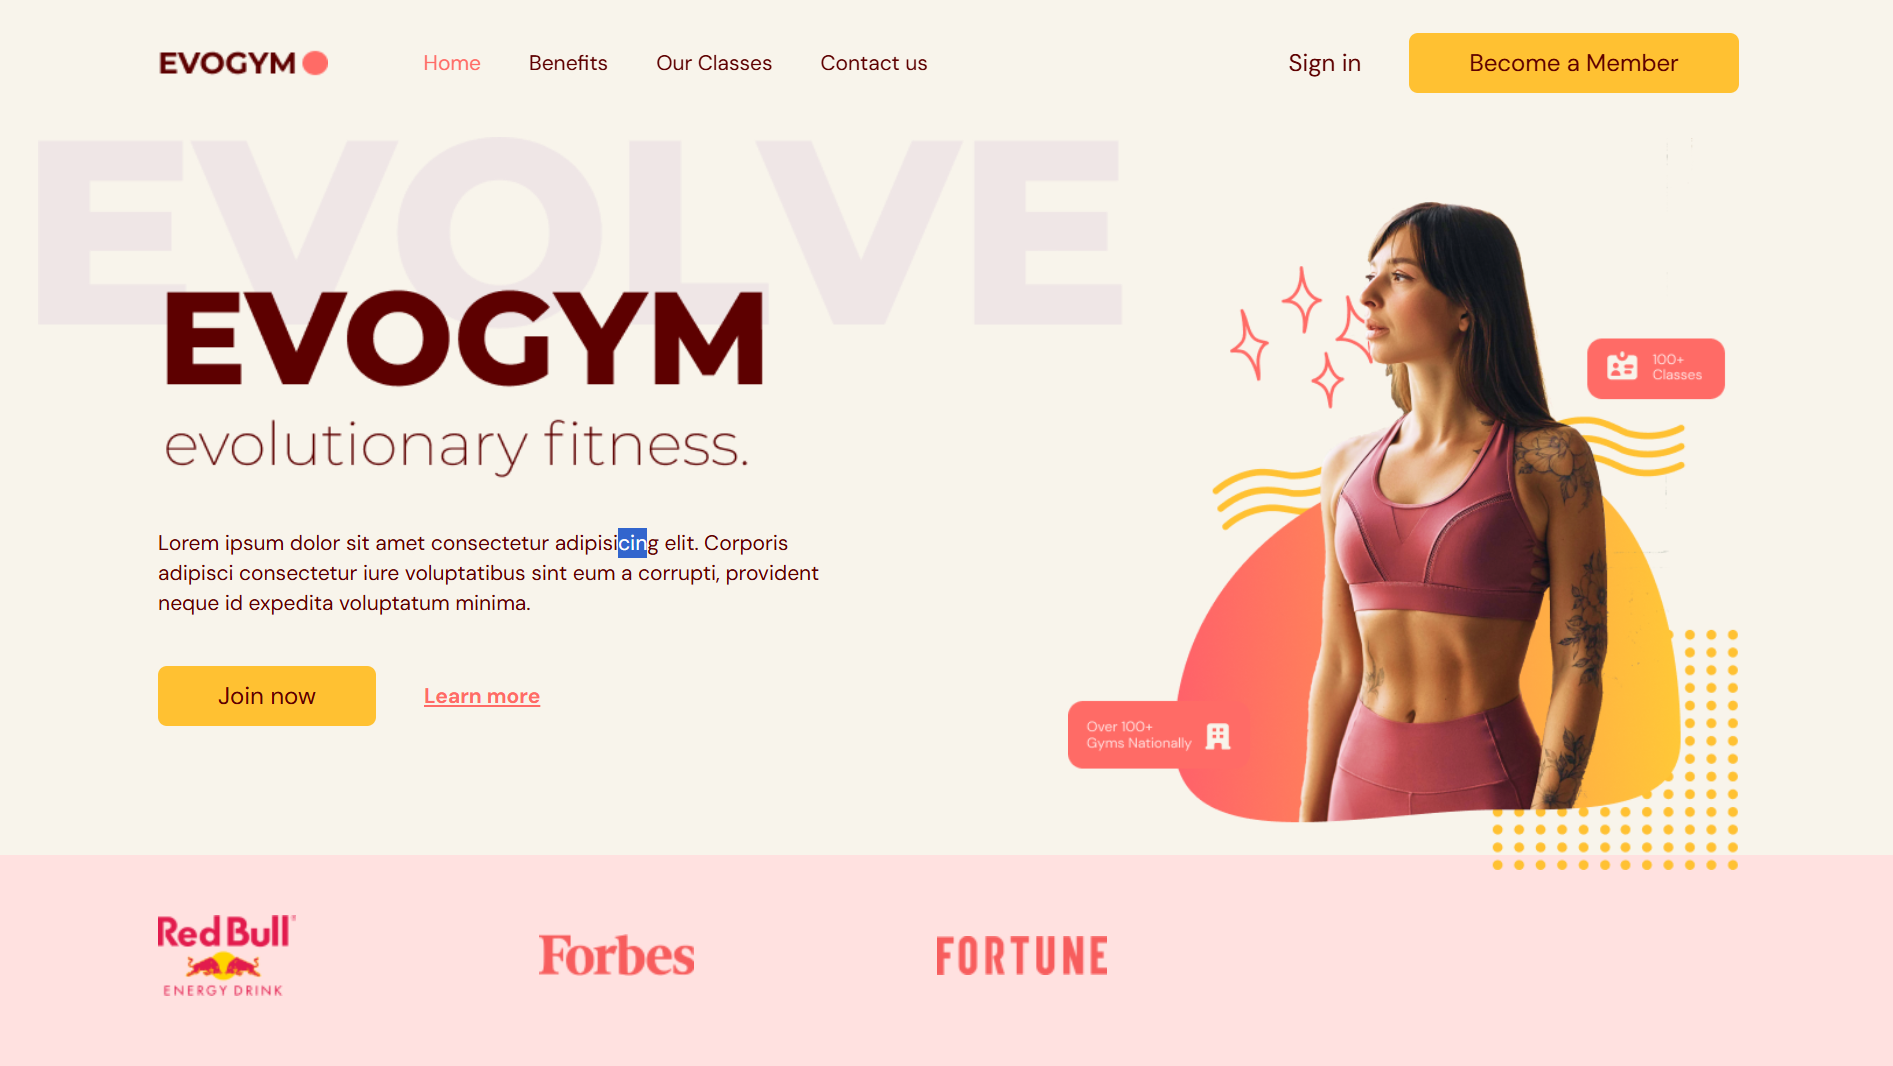 EVOGYM
Home
Benefits
Our Classes
Contact us
Sign in
Become a Member
EVOLVE
EVOGYM
evolutionary fitness.
Lorem ipsum dolor sit amet consectetur adipisicing elit. Corporis
adipisci consectetur iure voluptatibus sint eum a corrupti, provident
neque id expedita voluptatum minima.
Join now
Learn more
100+
Classes
Over 100+
Gyms Nationally
Red Bull
ENERGY DRINK
Forbes
FORTUNE